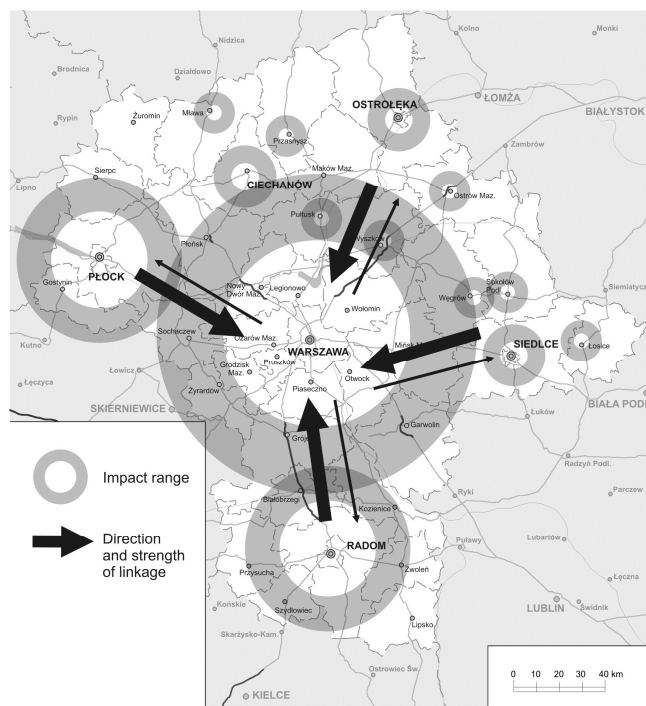 Nidzica
Kolno
Mońki
Brodnica
Działdowo
OSTROŁĘKA
ŁOMŻA
BIAŁYSTOK
Mława
Żuromin
Rypin
Przasnysz
Zambrów
Sierpc
Maków Maz.
Lipno
CIECHANÓW
Ostrów Maz.
Pułtusk
Płońsk
Wyszków
PŁOCK
Gostynin
Nowy
Dwór Maz.
Legionowo
Węgrów
Sokołów
Podl.
Siemiatycze
Wołomin
Sochaczew
Kutno
Ożarów Maz.
WARSZAWA
Mińsk M
SIEDLCE
Łosice
Pruszków
Łowicz
Grodzisk
Maz.
Otwock
Łęczyca
Żyrardów
Piaseczno
SKIERNIEWICE
BIAŁA PODL
Łuków
Garwolin
Grój
Radzyń Podl.
Impact range
Białobrzegi
Ryki
Parczew
Kozienice
Direction
and strength
of linkage
RADOM
Puławy
Lubartów
Przysucha
Zwoleń
Łęczna
Końskie
Szydłowiec
LUBLIN
Świdnik
Lipsko
Skarżysko-Kam.
Ostrowiec Św.
0 10 20 30 40 km
KIELCE